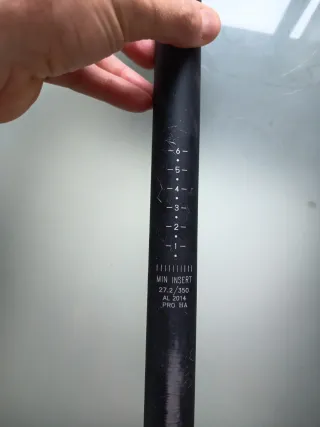 -6-
-5-
-4-
-3-
-2-
-1-
MIN INSERT
27.2/350
AL 2014
PRO HA